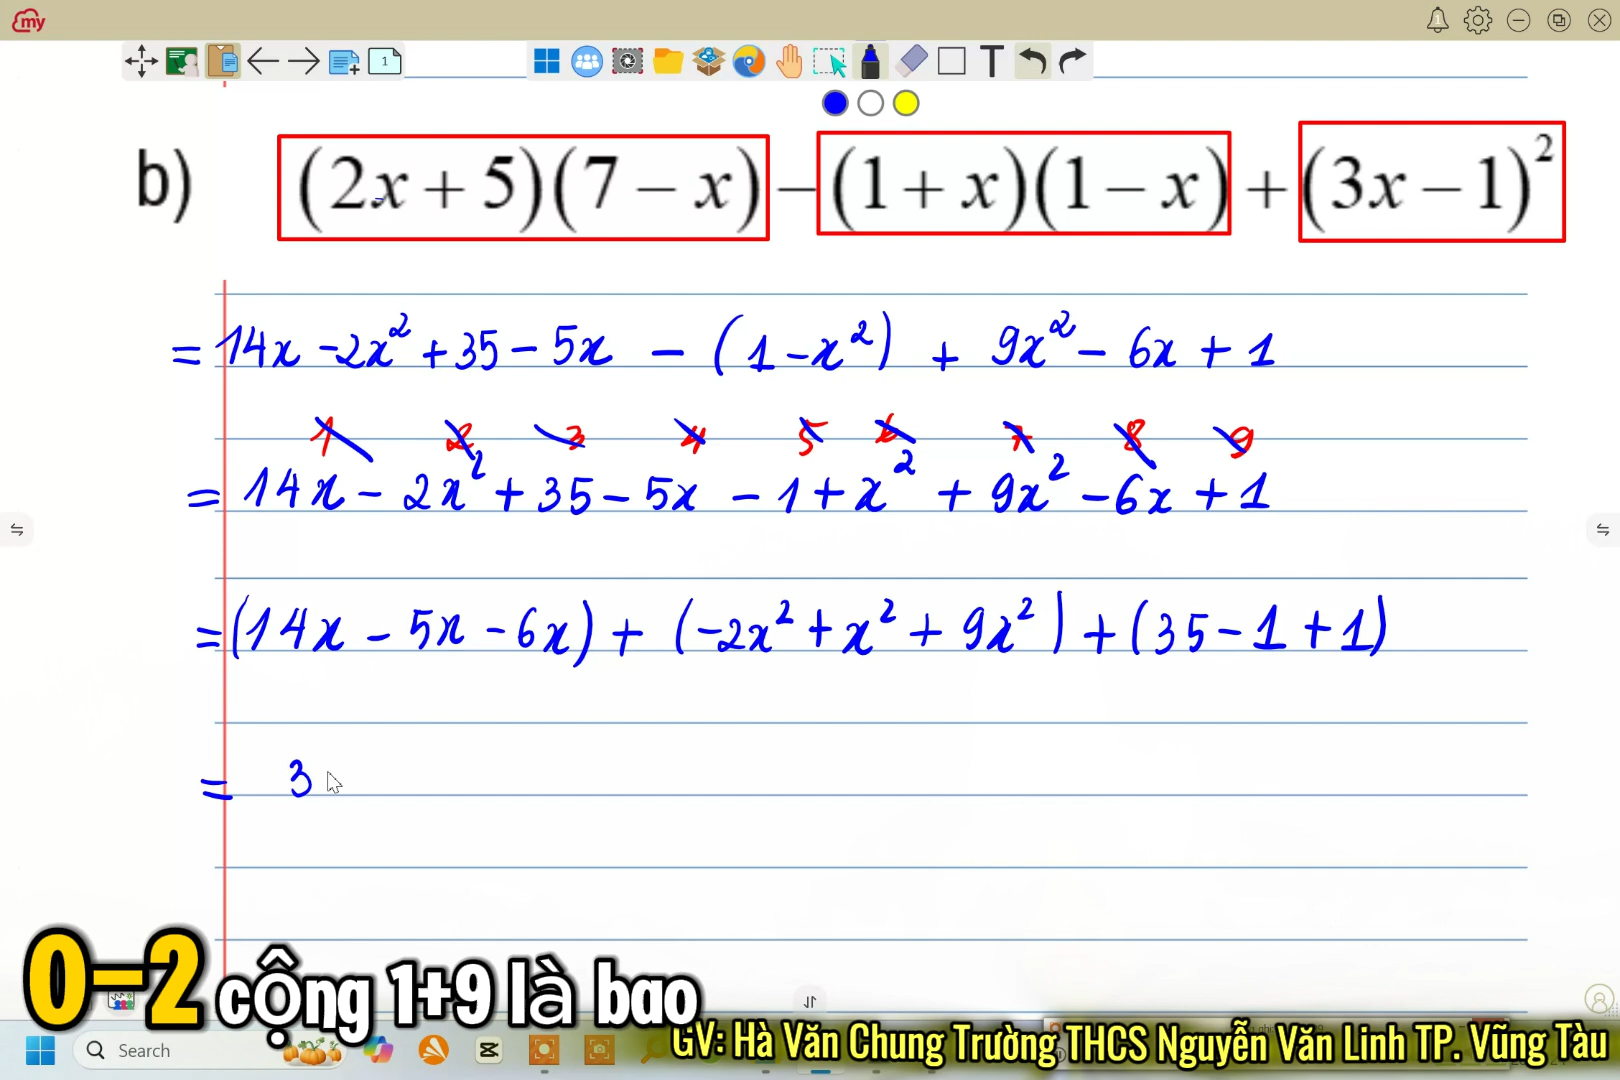 my
1
T
b) (2x + 5)(7 − x) − (1 + x)(1 − x) + (3x − 1)²
= 14x − 2x² + 35 − 5x − (1 − x²) + 9x² − 6x + 1
1 2 3 4 5 6 7 8 9
= 14x − 2x² + 35 − 5x − 1 + x² + 9x² − 6x + 1
= (14x − 5x − 6x) + (−2x² + x² + 9x²) + (35 − 1 + 1)
= 3
0−2 cộng 1+9 là bao
GV: Hà Văn Chung Trường THCS Nguyễn Văn Linh TP. Vũng Tàu
Search